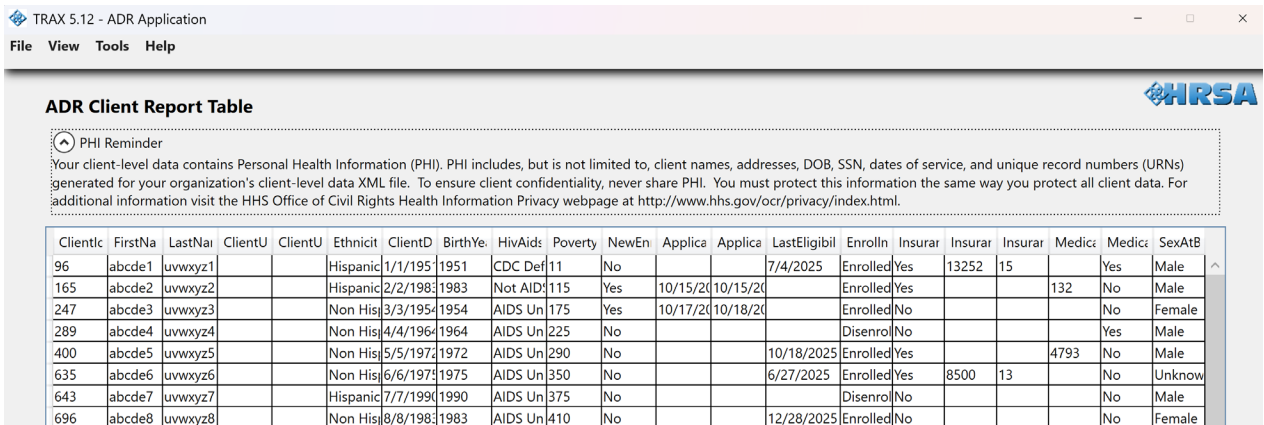 TRAX 5.12 - ADR Application
File View Tools Help
HRSA
ADR Client Report Table
PHI Reminder
Your client-level data contains Personal Health Information (PHI). PHI includes, but is not limited to, client names, addresses, DOB, SSN, dates of service, and unique record numbers (URNs)
generated for your organization's client-level data XML file. To ensure client confidentiality, never share PHI. You must protect this information the same way you protect all client data. For
additional information visit the HHS Office of Civil Rights Health Information Privacy webpage at http://www.hhs.gov/ocr/privacy/index.html.
ClientIc FirstNa LastNai ClientU ClientU Ethnicit ClientD BirthYe HivAids Poverty NewEn Applica Applica LastEligibil Enrolln Insurar Insurar Insurar Medica Medica SexAtB
96 abcde1 uvwxyz1 Hispanic 1/1/195 1951 CDC Def 11 No 7/4/2025 Enrolled Yes 13252 15 Yes Male
165 abcde2 uvwxyz2 Hispanic 2/2/198 1983 Not AID 115 Yes 10/15/20 10/15/20 Enrolled Yes 132 No Male
247 abcde3 uvwxyz3 Non His 3/3/195 1954 AIDS Un 175 Yes 10/17/20 10/18/20 Enrolled No No Female
289 abcde4 uvwxyz4 Non His 4/4/196 1964 AIDS Un 225 No Disenrol No Yes Male
400 abcde5 uvwxyz5 Non His 5/5/197 1972 AIDS Un 290 No 10/18/2025 Enrolled Yes 4793 No Male
635 abcde6 uvwxyz6 Non His 6/6/197 1975 AIDS Un 350 No 6/27/2025 Enrolled Yes 8500 13 No Unknow
643 abcde7 uvwxyz7 Hispanic 7/7/199 1990 AIDS Un 375 No Disenrol No No Male
696 abcde8 uvwxyz8 Non His 8/8/198 1983 AIDS Un 410 No 12/28/2025 Enrolled No No Female